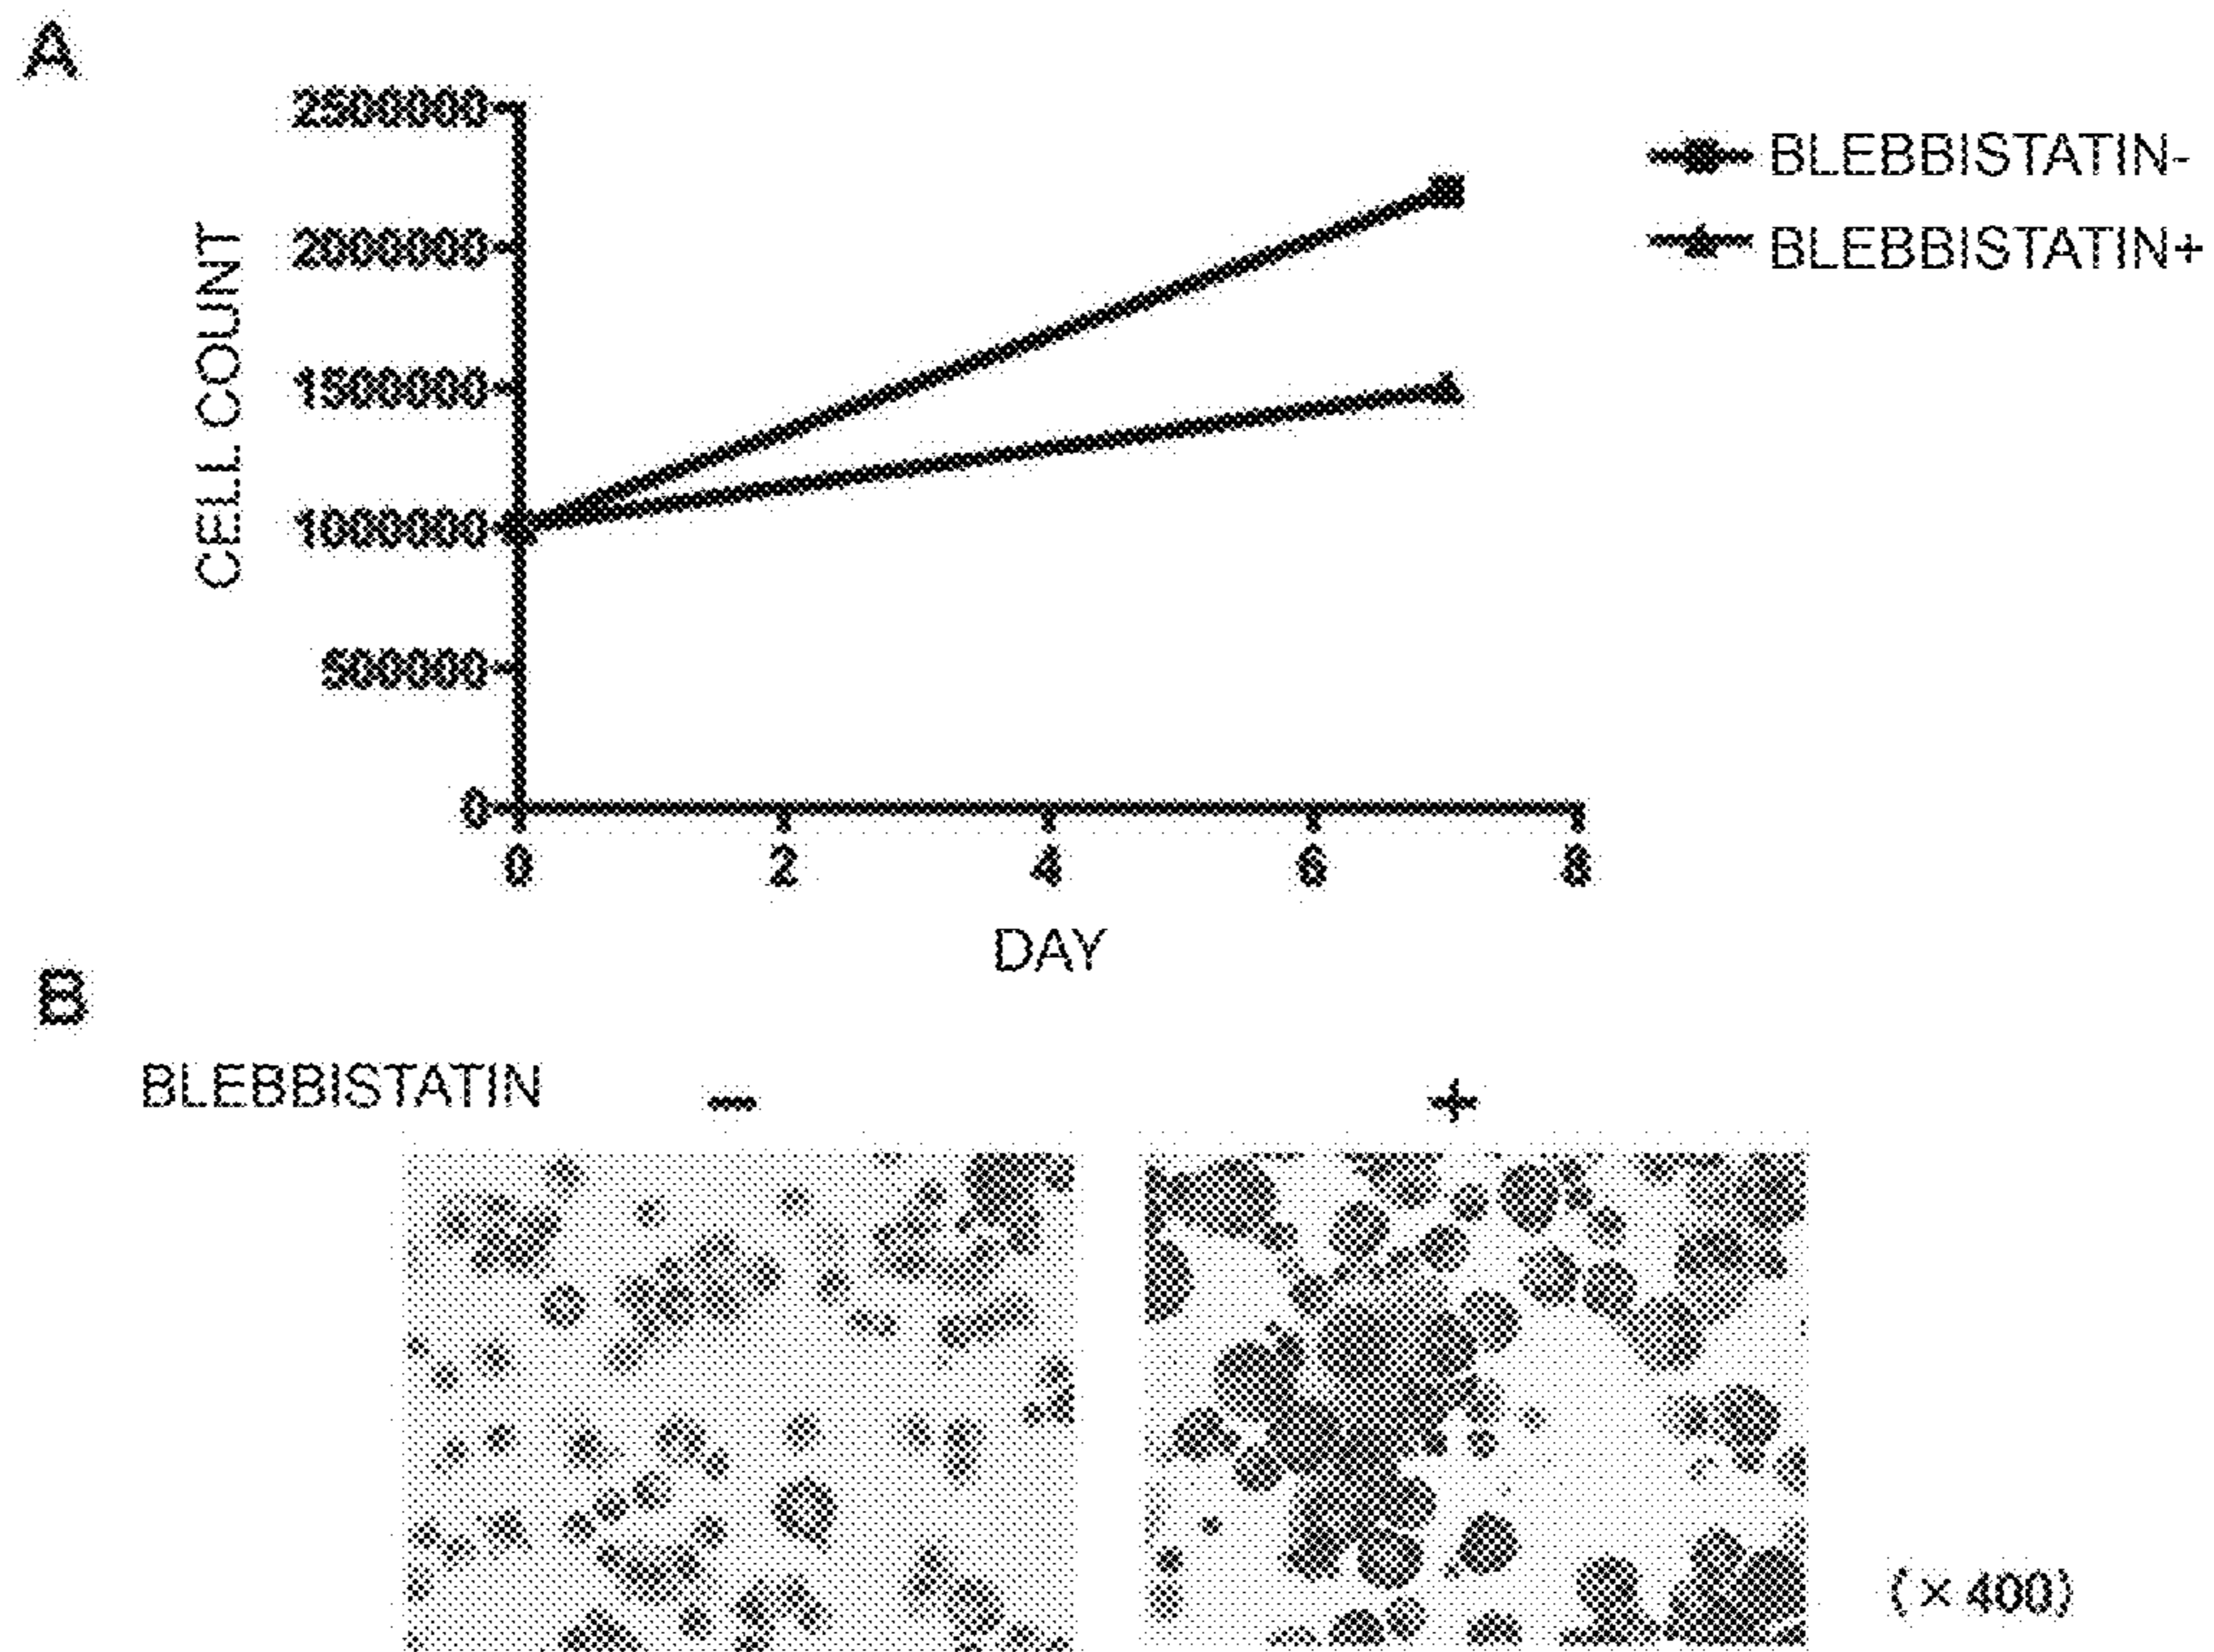 A
2500000
2000000
1500000
1000000
500000
0
CELL COUNT
0 2 4 6 8
DAY
BLEBBISTATIN-
BLEBBISTATIN+
B
BLEBBISTATIN − +
(×400)